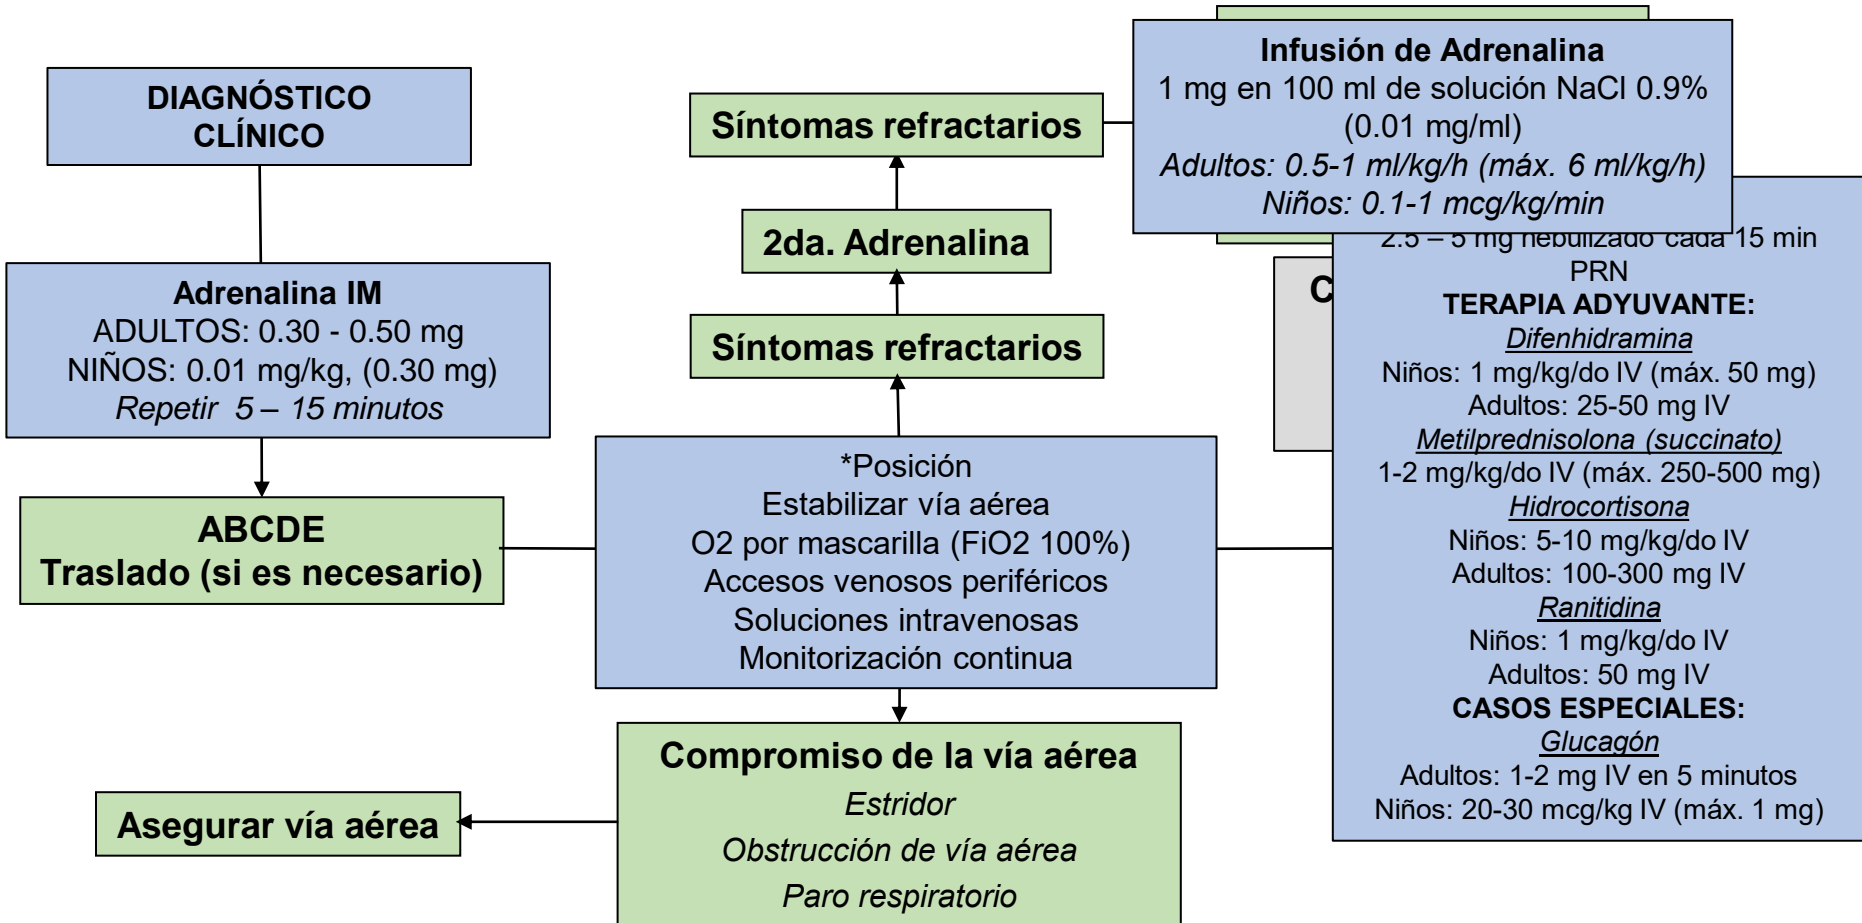 DIAGNÓSTICO
CLÍNICO
Adrenalina IM
ADULTOS: 0.30 - 0.50 mg
NIÑOS: 0.01 mg/kg, (0.30 mg)
Repetir 5 – 15 minutos
ABCDE
Traslado (si es necesario)
Síntomas refractarios
2da. Adrenalina
Síntomas refractarios
*Posición
Estabilizar vía aérea
O2 por mascarilla (FiO2 100%)
Accesos venosos periféricos
Soluciones intravenosas
Monitorización continua
Compromiso de la vía aérea
Estridor
Obstrucción de vía aérea
Paro respiratorio
Asegurar vía aérea
Infusión de Adrenalina
1 mg en 100 ml de solución NaCl 0.9%
(0.01 mg/ml)
Adultos: 0.5-1 ml/kg/h (máx. 6 ml/kg/h)
Niños: 0.1-1 mcg/kg/min
C
2.5 – 5 mg nebulizado cada 15 min
PRN
TERAPIA ADYUVANTE:
Difenhidramina
Niños: 1 mg/kg/do IV (máx. 50 mg)
Adultos: 25-50 mg IV
Metilprednisolona (succinato)
1-2 mg/kg/do IV (máx. 250-500 mg)
Hidrocortisona
Niños: 5-10 mg/kg/do IV
Adultos: 100-300 mg IV
Ranitidina
Niños: 1 mg/kg/do IV
Adultos: 50 mg IV
CASOS ESPECIALES:
Glucagón
Adultos: 1-2 mg IV en 5 minutos
Niños: 20-30 mcg/kg IV (máx. 1 mg)